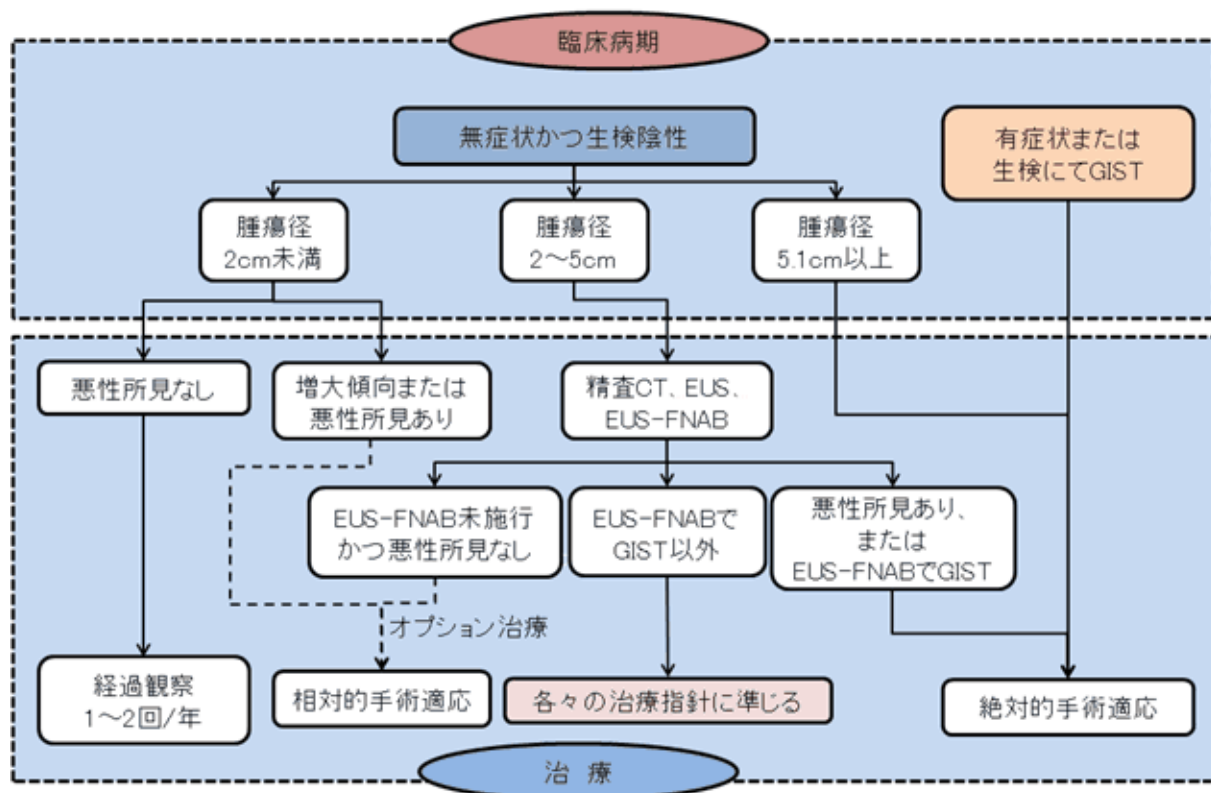 臨床病期
無症状かつ生検陰性
有症状または
生検にてGIST
腫瘍径
2cm未満
腫瘍径
2～5cm
腫瘍径
5.1cm以上
悪性所見なし
増大傾向または
悪性所見あり
精査CT、EUS、
EUS-FNAB
EUS-FNAB未施行
かつ悪性所見なし
EUS-FNABで
GIST以外
悪性所見あり、
または
EUS-FNABでGIST
オプション治療
経過観察
1～2回/年
相対的手術適応
各々の治療指針に準じる
絶対的手術適応
治 療